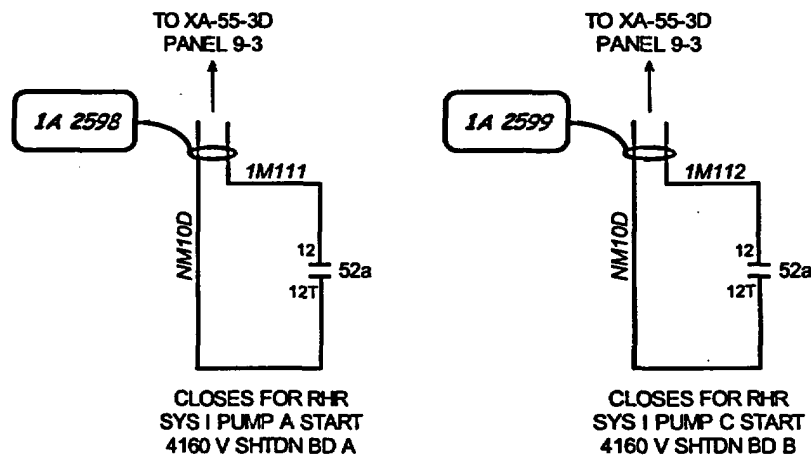 TO XA-55-3D
PANEL 9-3
1A 2598
1M111
NM10D
12
52a
12T
CLOSES FOR RHR
SYS I PUMP A START
4160 V SHTDN BD A
TO XA-55-3D
PANEL 9-3
1A 2599
1M112
NM10D
12
52a
12T
CLOSES FOR RHR
SYS I PUMP C START
4160 V SHTDN BD B